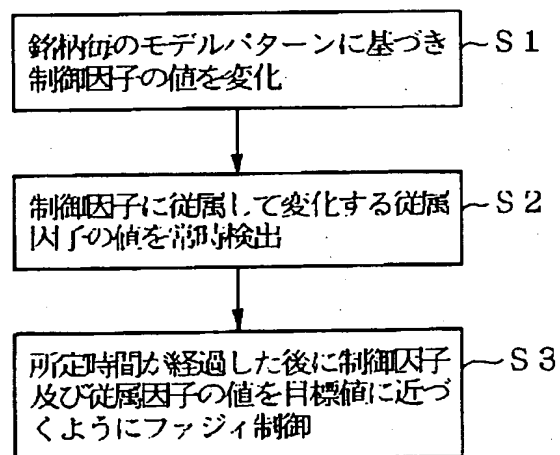 銘柄毎のモデルパターンに基づき
制御因子の値を変化
S1
制御因子に従属して変化する従属
因子の値を常時検出
S2
所定時間が経過した後に制御因子
及び従属因子の値を目標値に近づ
くようにファジィ制御
S3